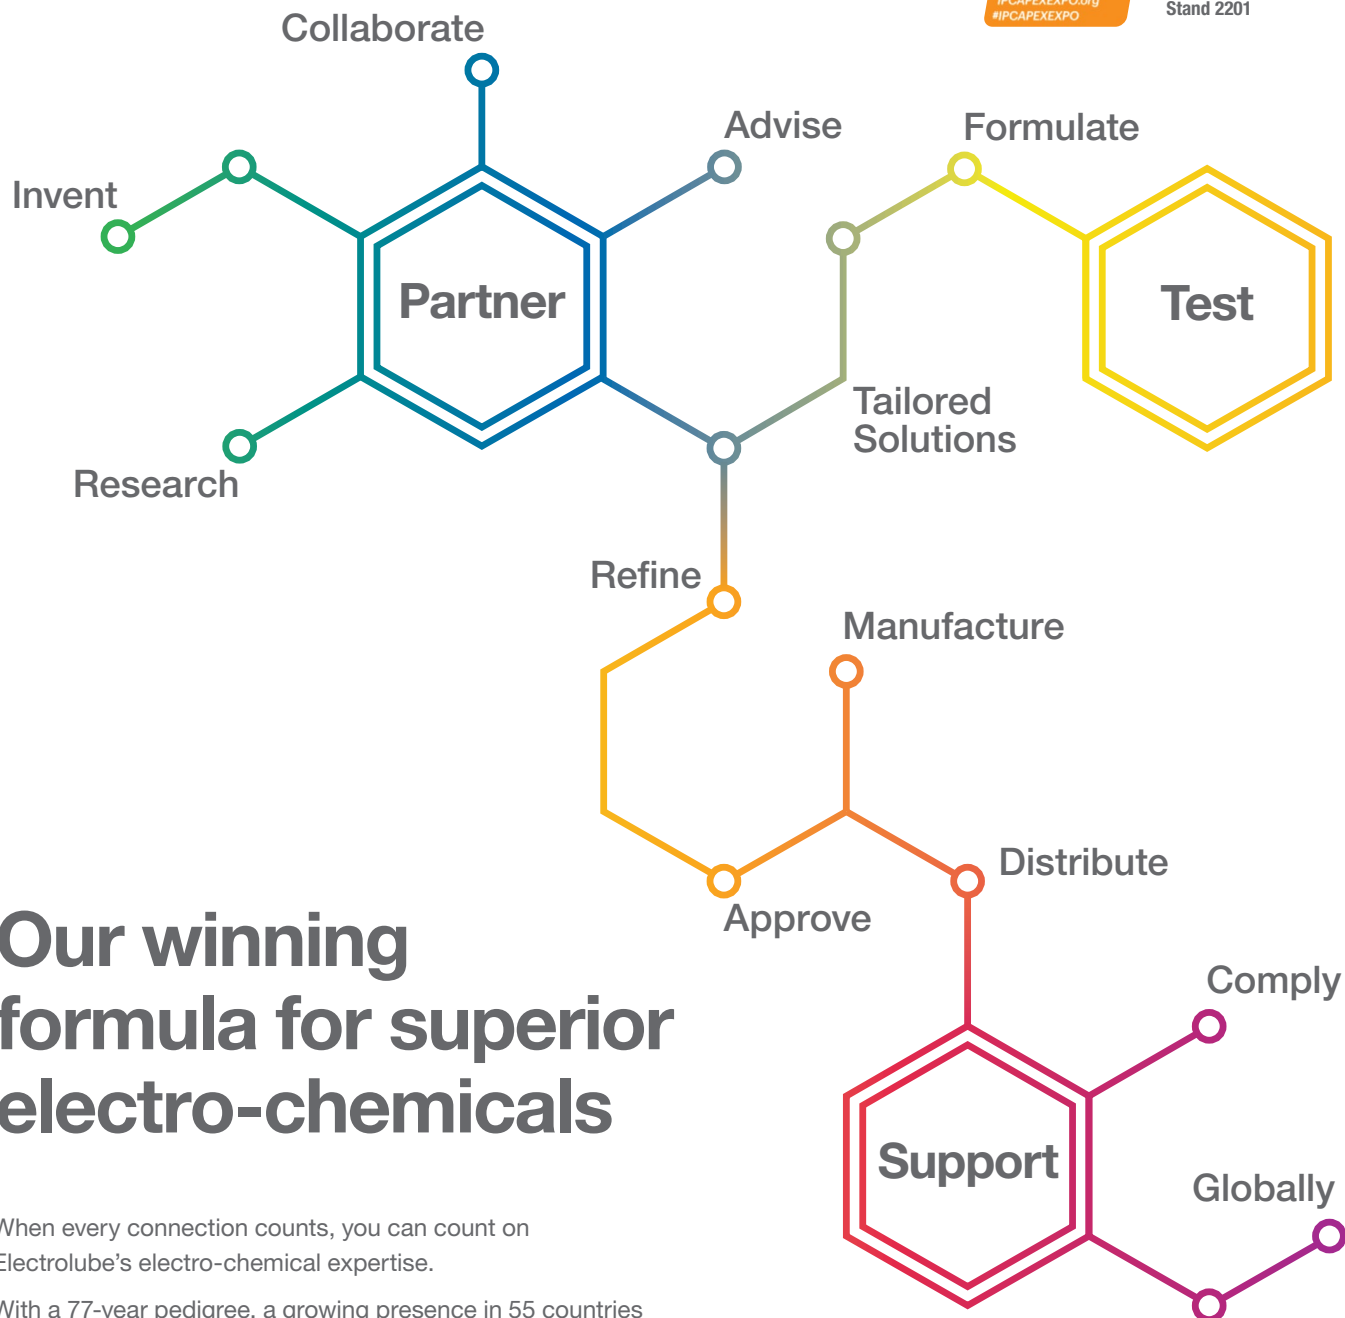 IPCAPEXEXPO.org
#IPCAPEXEXPO
Stand 2201
Collaborate
Advise
Formulate
Invent
Partner
Test
Tailored
Solutions
Research
Refine
Manufacture
Distribute
Approve
Our winning
formula for superior
electro-chemicals
Comply
Support
Globally
When every connection counts, you can count on
Electrolube’s electro-chemical expertise.
With a 77-year pedigree, a growing presence in 55 countries